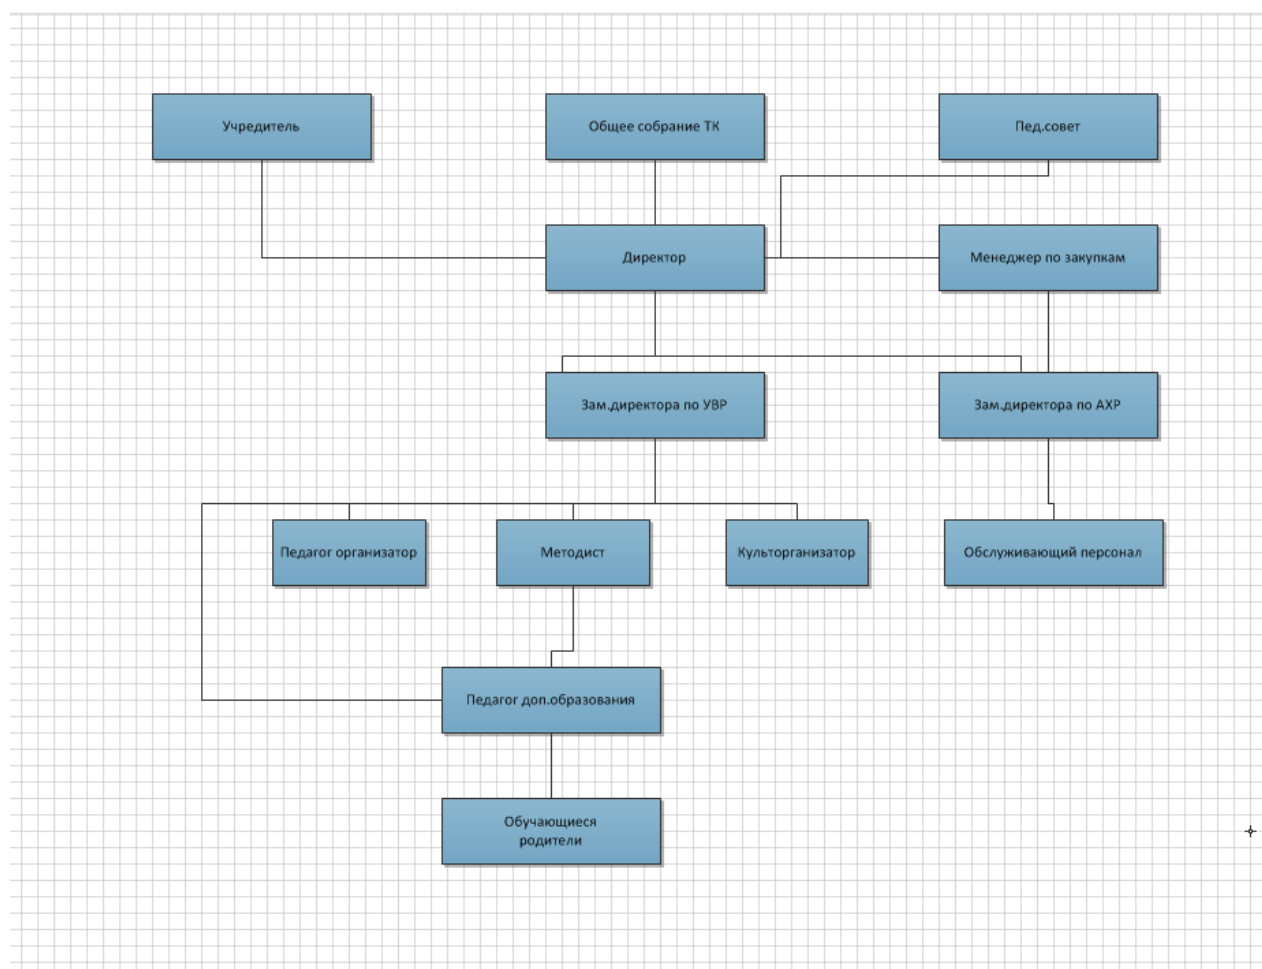 Учредитель
Общее собрание ТК
Пед.совет
Директор
Менеджер по закупкам
Зам.директора по УВР
Зам.директора по АХР
Педагог организатор
Методист
Культорганизатор
Обслуживающий персонал
Педагог доп.образования
Обучающиеся
родители